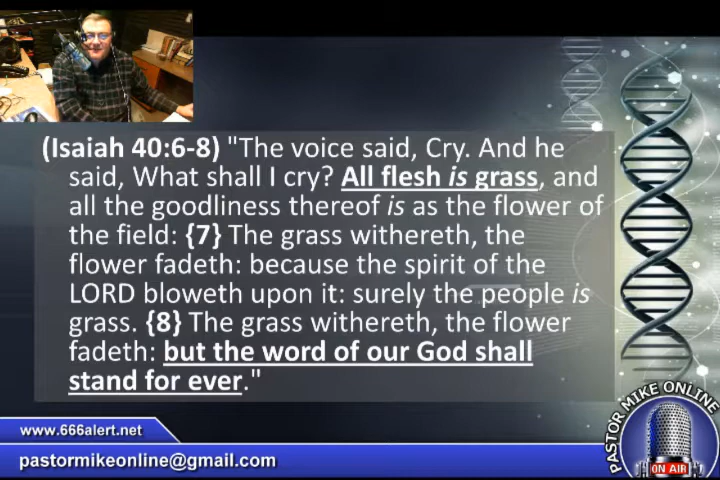 (Isaiah 40:6-8) "The voice said, Cry. And he
said, What shall I cry? All flesh is grass, and
all the goodliness thereof is as the flower of
the field: {7} The grass withereth, the
flower fadeth: because the spirit of the
LORD bloweth upon it: surely the people is
grass. {8} The grass withereth, the flower
fadeth: but the word of our God shall
stand for ever."
www.666alert.net
pastormikeonline@gmail.com
PASTOR MIKE ONLINE
ON AIR